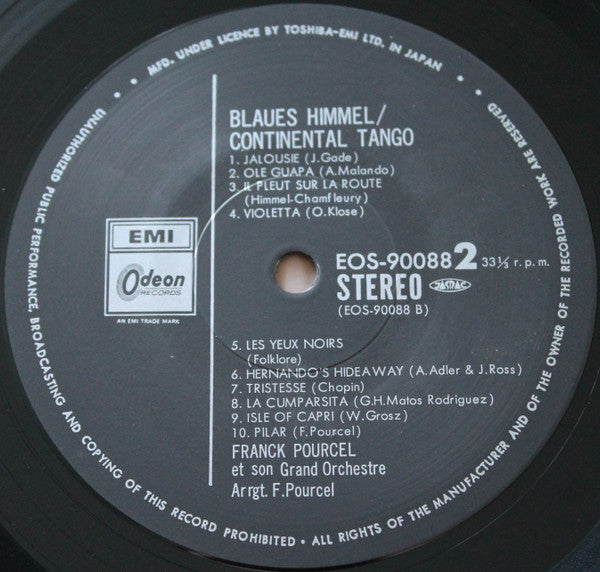 • MFD. UNDER LICENCE BY TOSHIBA-EMI LTD. IN JAPAN •
UNAUTHORIZED PUBLIC PERFORMANCE, BROADCASTING AND COPYING OF THIS RECORD PROHIBITED • ALL RIGHTS OF THE MANUFACTURER AND OF THE OWNER OF THE RECORDED WORK ARE RESERVED
BLAUES HIMMEL/
CONTINENTAL TANGO
1. JALOUSIE (J. Gade)
2. OLE GUAPA (A. Malando)
3. IL PLEUT SUR LA ROUTE
(Himmel-Chamfleury)
4. VIOLETTA (O. Klose)
EMI
Odeon
RECORDS
AN EMI TRADE MARK
EOS-90088 2 33⅓ r.p.m.
STEREO JASRAC
(EOS-90088 B)
5. LES YEUX NOIRS
(Folklore)
6. HERNANDO'S HIDEAWAY (A. Adler & J. Ross)
7. TRISTESSE (Chopin)
8. LA CUMPARSITA (G.H. Matos Rodriguez)
9. ISLE OF CAPRI (W. Grosz)
10. PILAR (F. Pourcel)
FRANCK POURCEL
et son Grand Orchestre
Arrgt. F. Pourcel